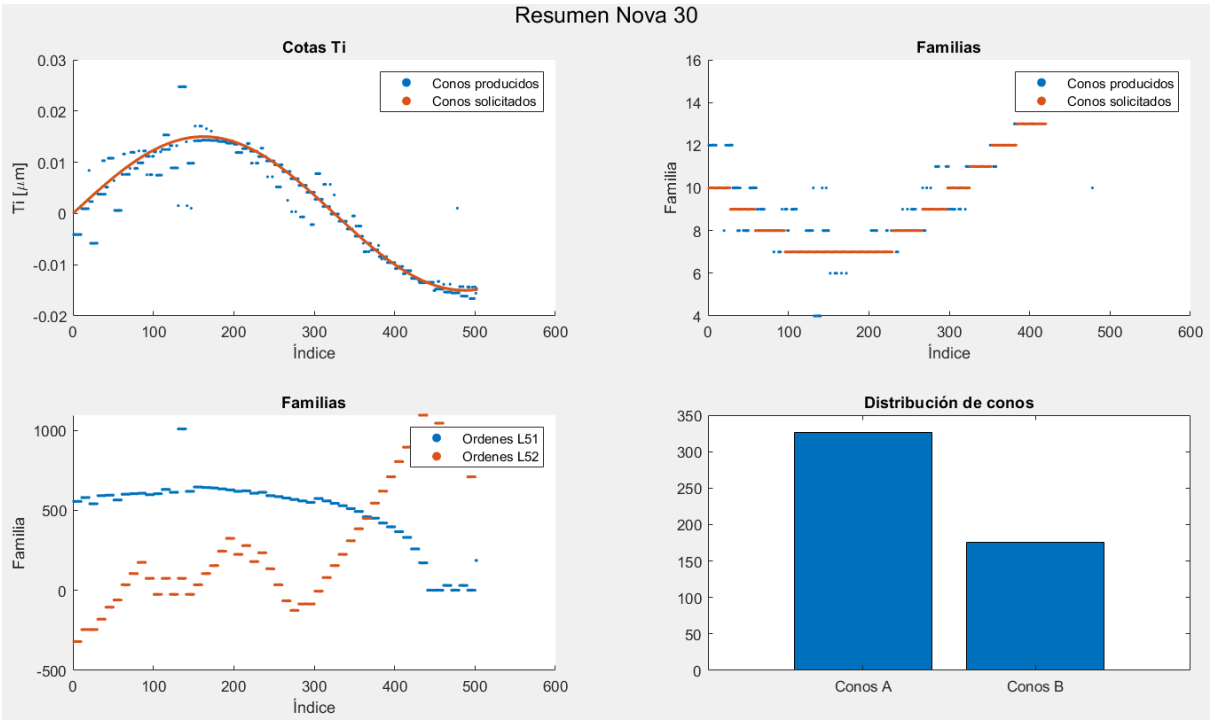 Resumen Nova 30
Cotas Ti
0.03
0.02
0.01
0
-0.01
-0.02
Ti [μm]
0 100 200 300 400 500 600
Índice
Conos producidos
Conos solicitados
Familias
16
14
12
10
8
6
4
Familia
0 100 200 300 400 500 600
Índice
Conos producidos
Conos solicitados
Familias
1000
500
0
-500
Familia
0 100 200 300 400 500 600
Índice
Ordenes L51
Ordenes L52
Distribución de conos
350
300
250
200
150
100
50
0
Conos A Conos B